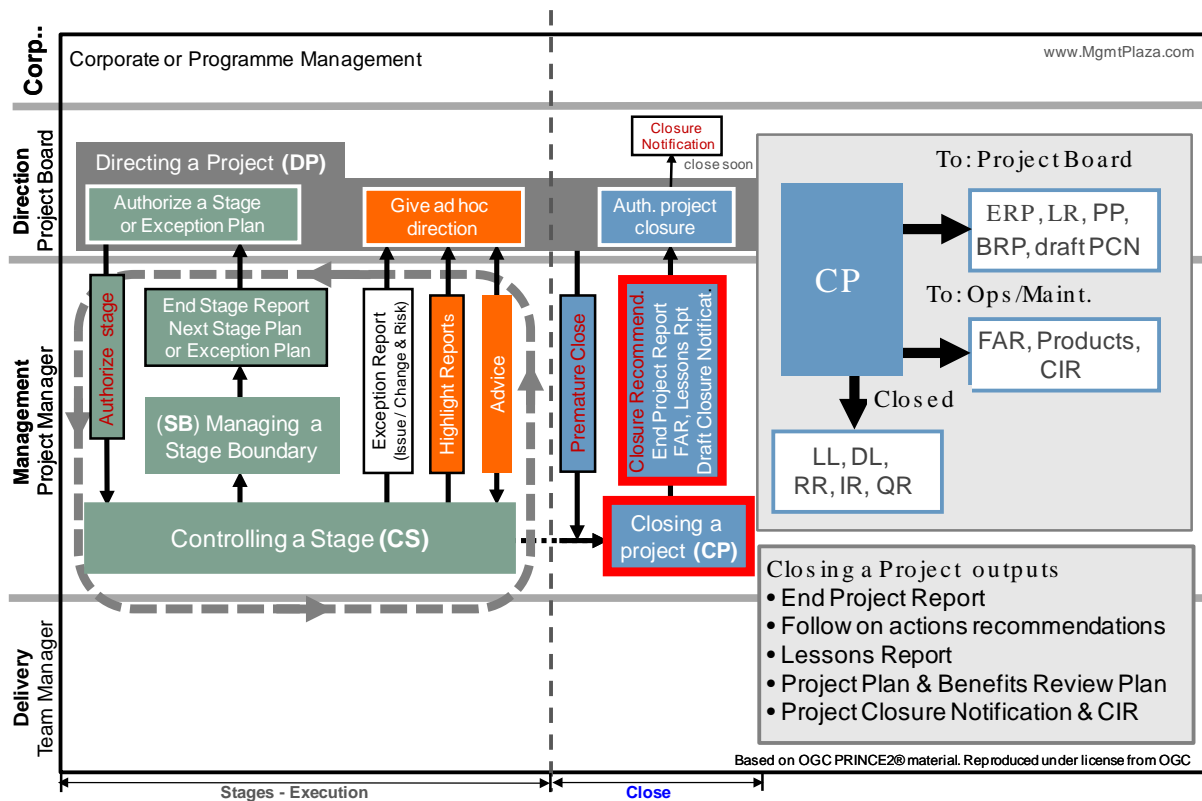 Corp..
Corporate or Programme Management
www.MgmtPlaza.com
Direction
Project Board
Directing a Project (DP)
Authorize a Stage
or Exception Plan
Give ad hoc
direction
Closure
Notification
close soon
Auth. project
closure
Management
Project Manager
Authorize stage
End Stage Report
Next Stage Plan
or Exception Plan
(SB) Managing a
Stage Boundary
Exception Report
(Issue / Change & Risk)
Highlight Reports
Advice
Premature Close
Closure Recommend.
End Project Report
FAR, Lessons Rpt
Draft Closure Notificat.
Controlling a Stage (CS)
Closing a
project (CP)
To: Project Board
CP
ERP, LR, PP,
BRP, draft PCN
To: Ops/Maint.
FAR, Products,
CIR
Closed
LL, DL,
RR, IR, QR
Delivery
Team Manager
Closing a Project outputs
• End Project Report
• Follow on actions recommendations
• Lessons Report
• Project Plan & Benefits Review Plan
• Project Closure Notification & CIR
Based on OGC PRINCE2® material. Reproduced under license from OGC
Stages - Execution
Close